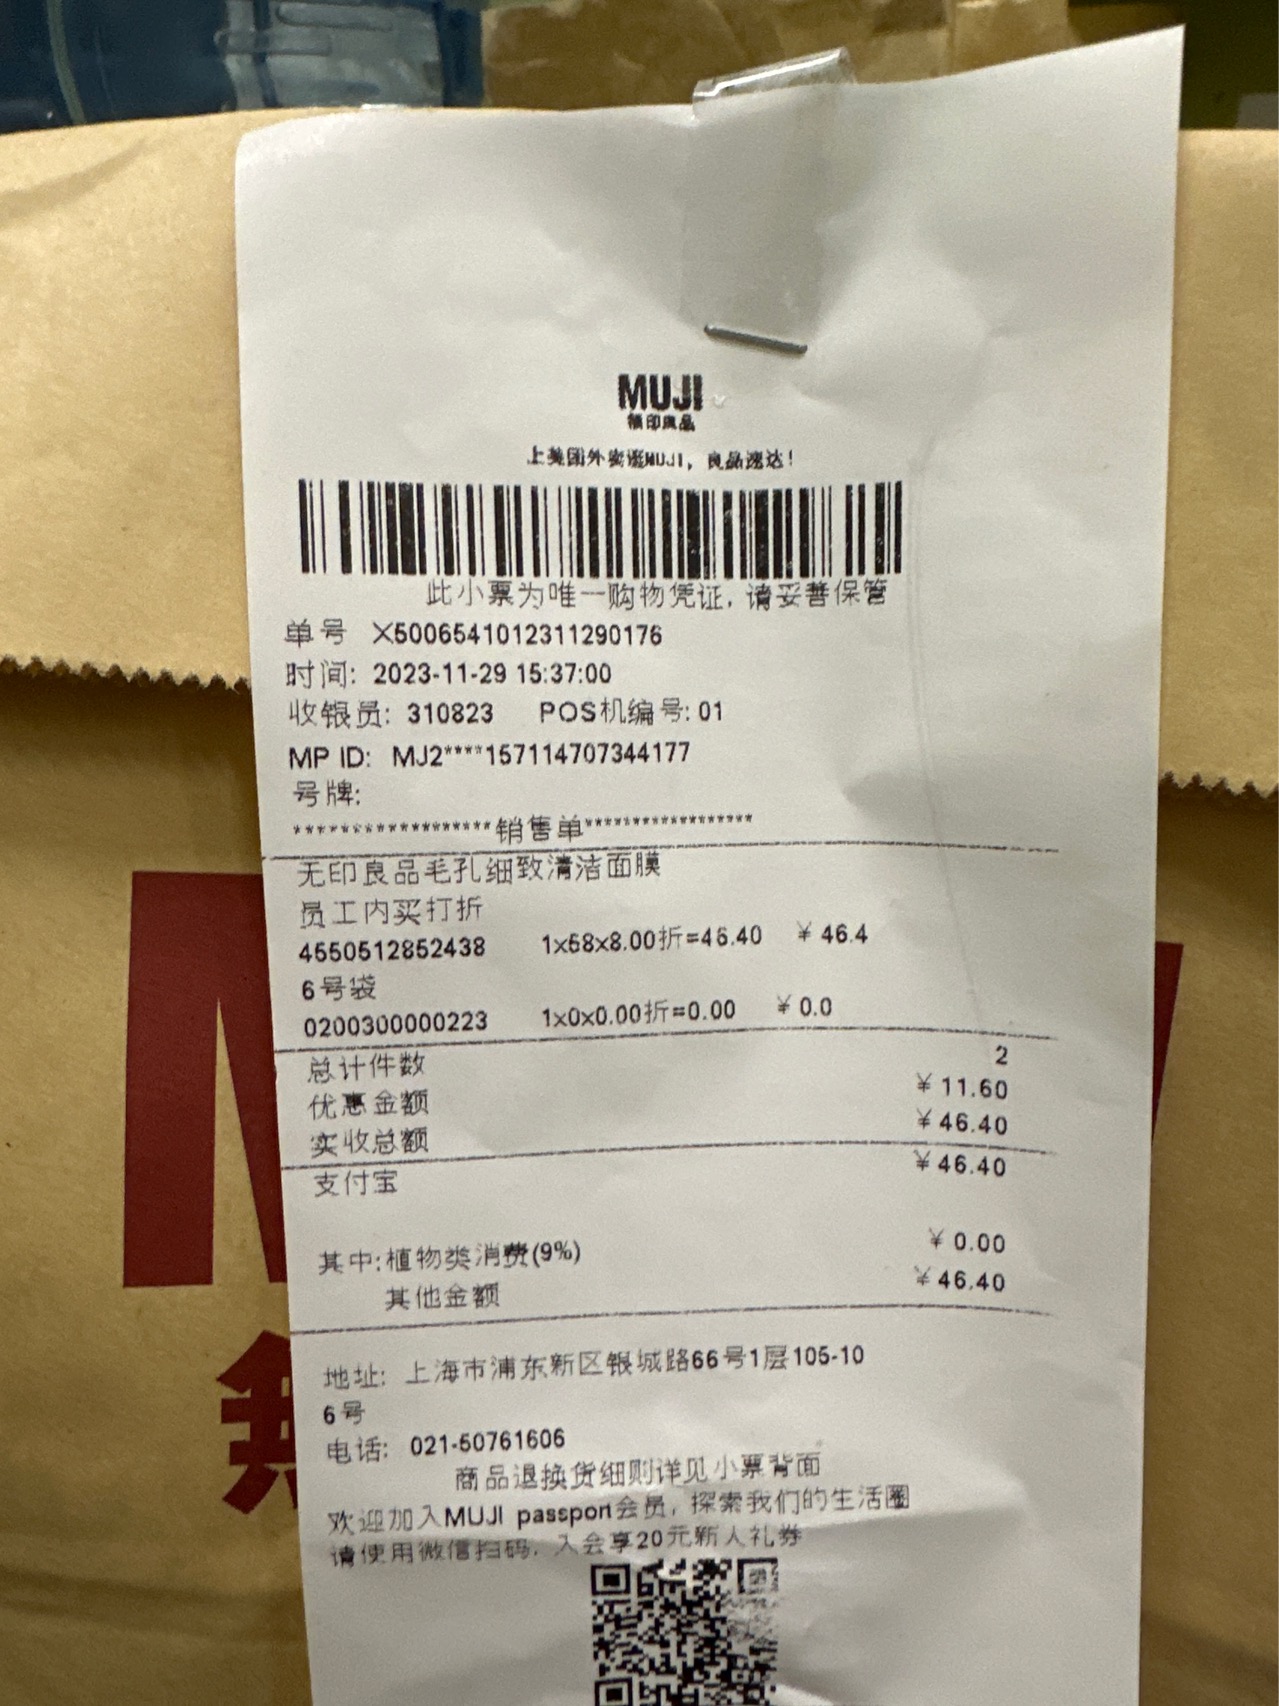 MUJI
無印良品
上美团外卖逛MUJI，良品速达！
此小票为唯一购物凭证，请妥善保管
单号 X5006541012311290176
时间：2023-11-29 15:37:00
收银员：310823 POS机编号：01
MP ID: MJ2****157114707344177
号牌：
******************销售单******************
无印良品毛孔细致清洁面膜
员工内买打折
4550512852438 1x58x8.00折=46.40 ￥46.4
6号袋
0200300000223 1x0x0.00折=0.00 ￥0.0
总计件数 2
优惠金额 ￥11.60
实收总额 ￥46.40
支付宝 ￥46.40
其中：植物类消费(9%) ￥0.00
其他金额 ￥46.40
地址：上海市浦东新区银城路66号1层105-10
6号
电话：021-50761606
商品退换货细则详见小票背面
欢迎加入MUJI passport会员，探索我们的生活圈
请使用微信扫码，入会享20元新人礼券